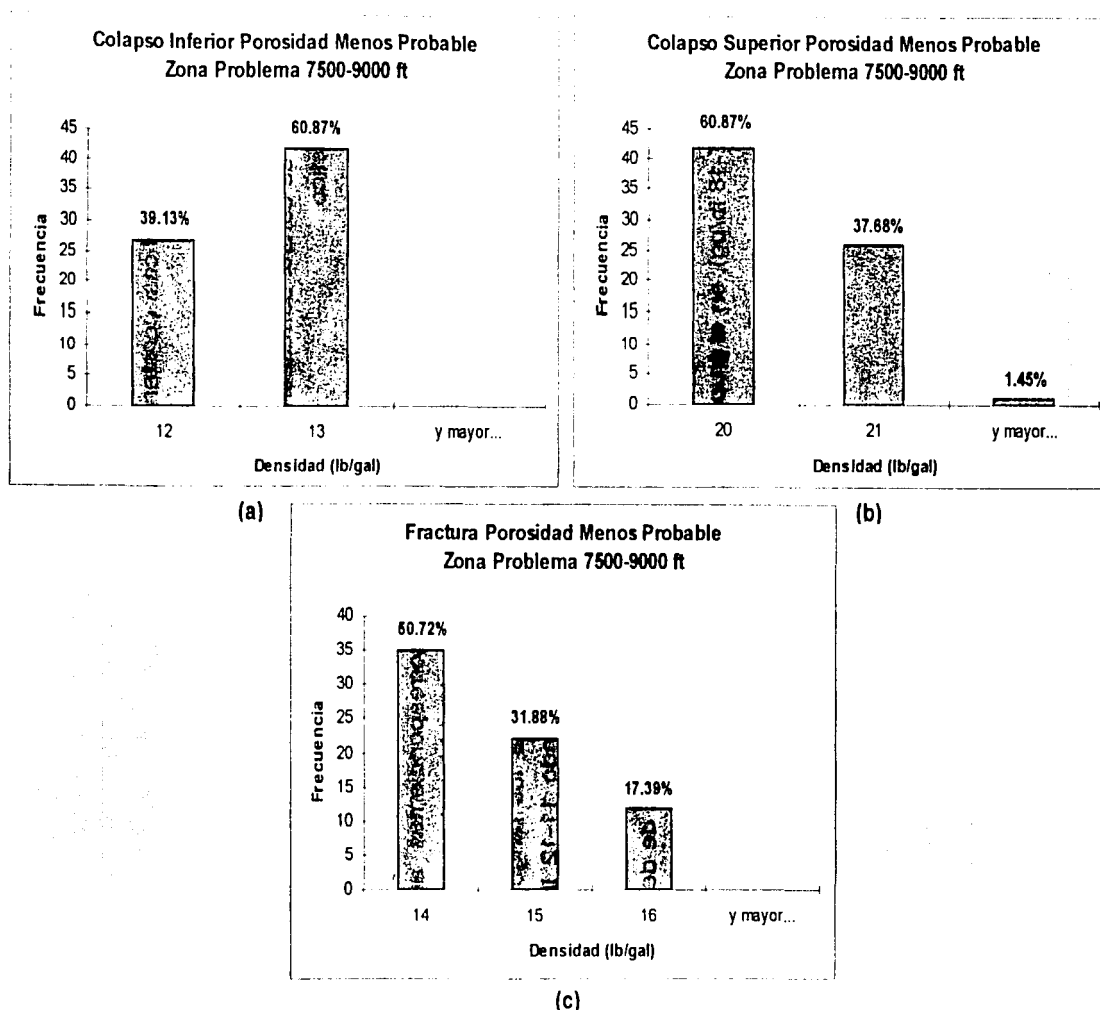 Colapso Inferior Porosidad Menos Probable
Zona Problema 7500-9000 ft
45
40
35
30
25
20
15
10
5
0
Frecuencia
39.13%
60.87%
12
13
y mayor...
Densidad (lb/gal)
(a)
Colapso Superior Porosidad Menos Probable
Zona Problema 7500-9000 ft
45
40
35
30
25
20
15
10
5
0
Frecuencia
60.87%
37.68%
1.45%
20
21
y mayor...
Densidad (lb/gal)
(b)
Fractura Porosidad Menos Probable
Zona Problema 7500-9000 ft
40
35
30
25
20
15
10
5
0
Frecuencia
50.72%
31.88%
17.39%
14
15
16
y mayor...
Densidad (lb/gal)
(c)